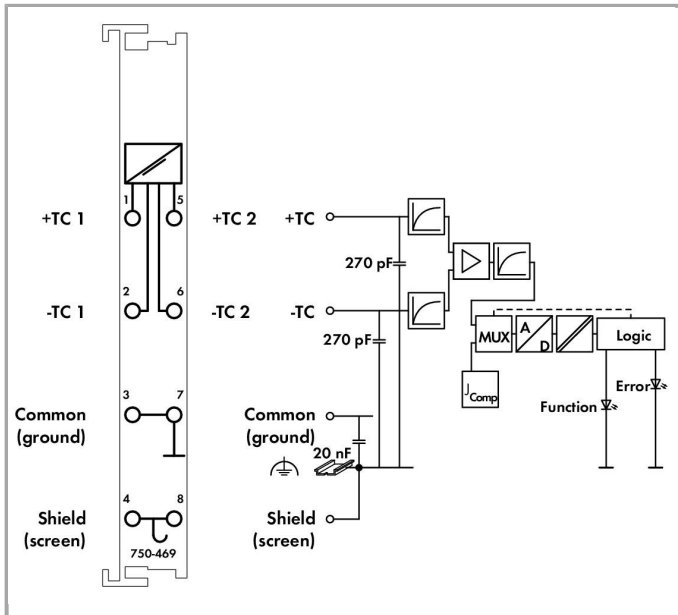 1
5
+TC 1
+TC 2
+TC
270 pF
2
6
-TC 1
-TC 2
-TC
270 pF
MUX
A
D
Logic
J Comp
Error
Function
3
7
Common
(ground)
Common
(ground)
20 nF
4
8
Shield
(screen)
Shield
(screen)
750-469